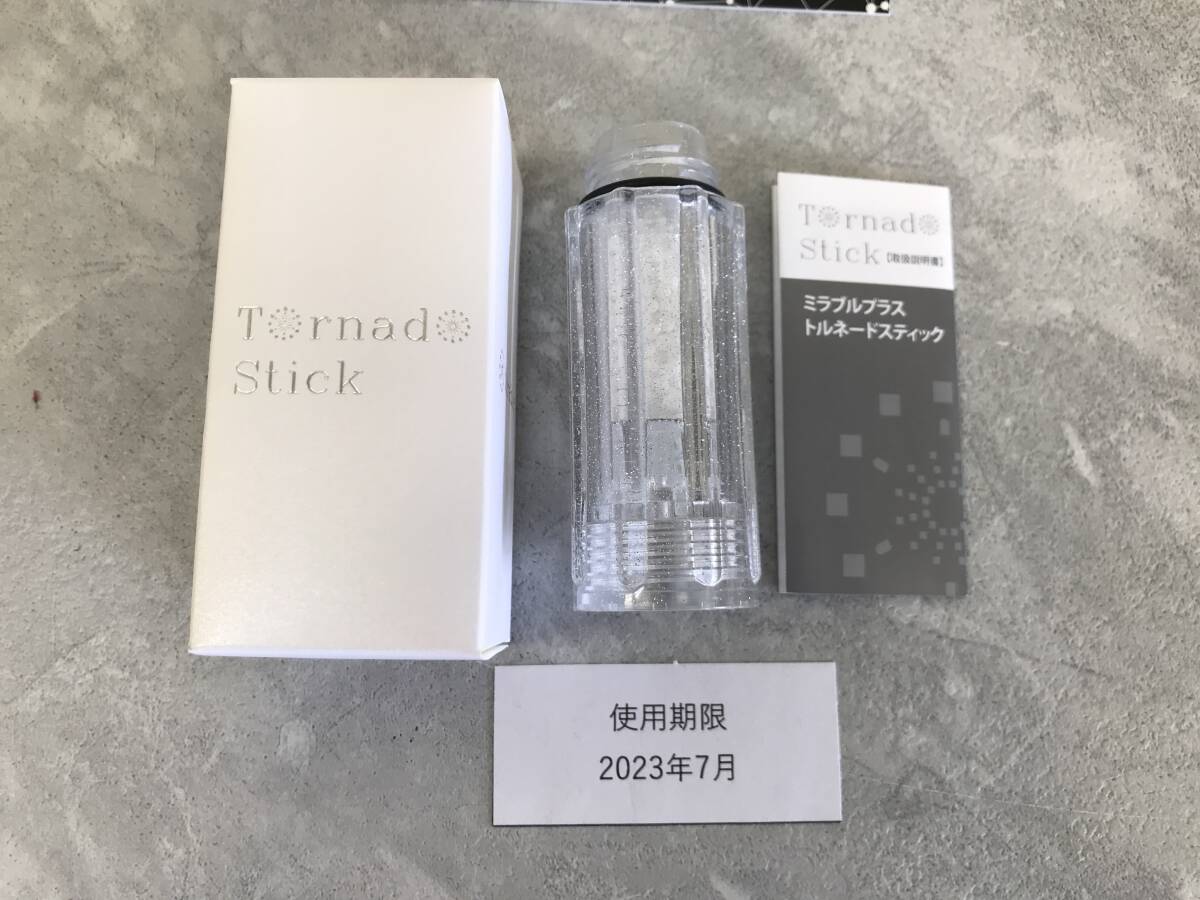 Tornado
Stick
Tornado
Stick【取扱説明書】
ミラブルプラス
トルネードスティック
使用期限
2023年7月